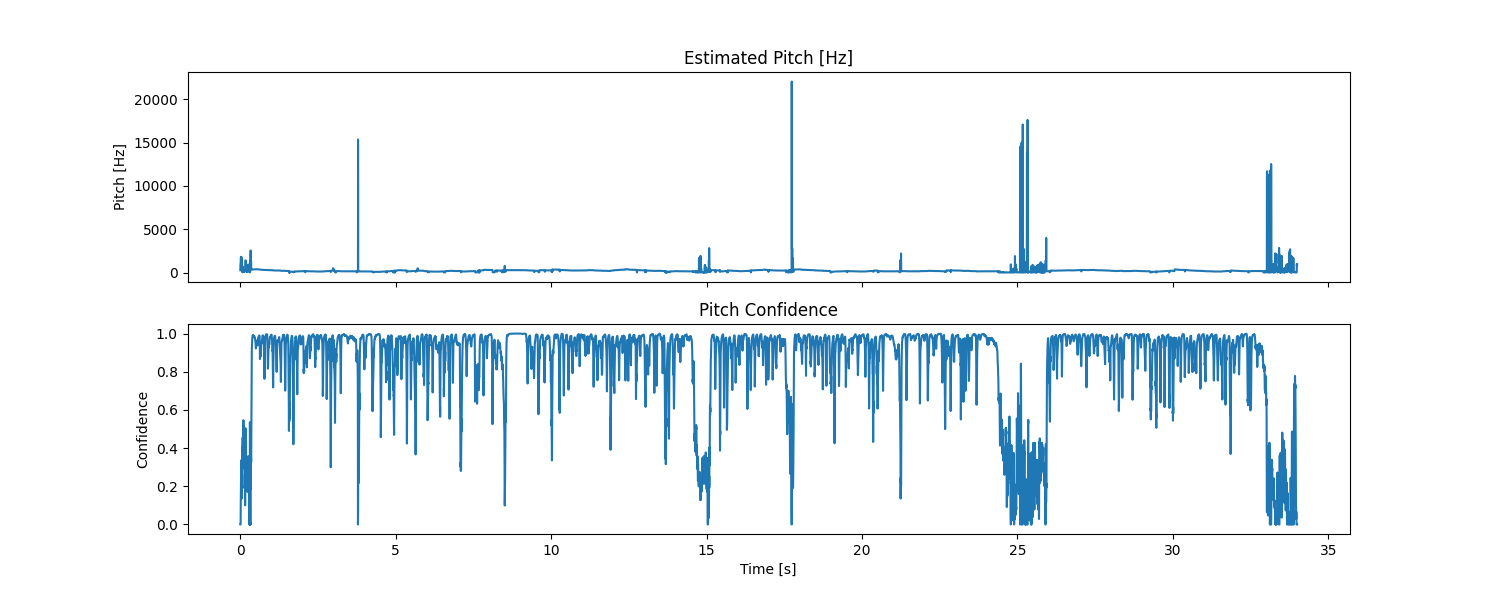 Estimated Pitch [Hz]
20000
15000
10000
5000
0
Pitch [Hz]
Pitch Confidence
1.0
0.8
0.6
0.4
0.2
0.0
Confidence
0 5 10 15 20 25 30 35
Time [s]